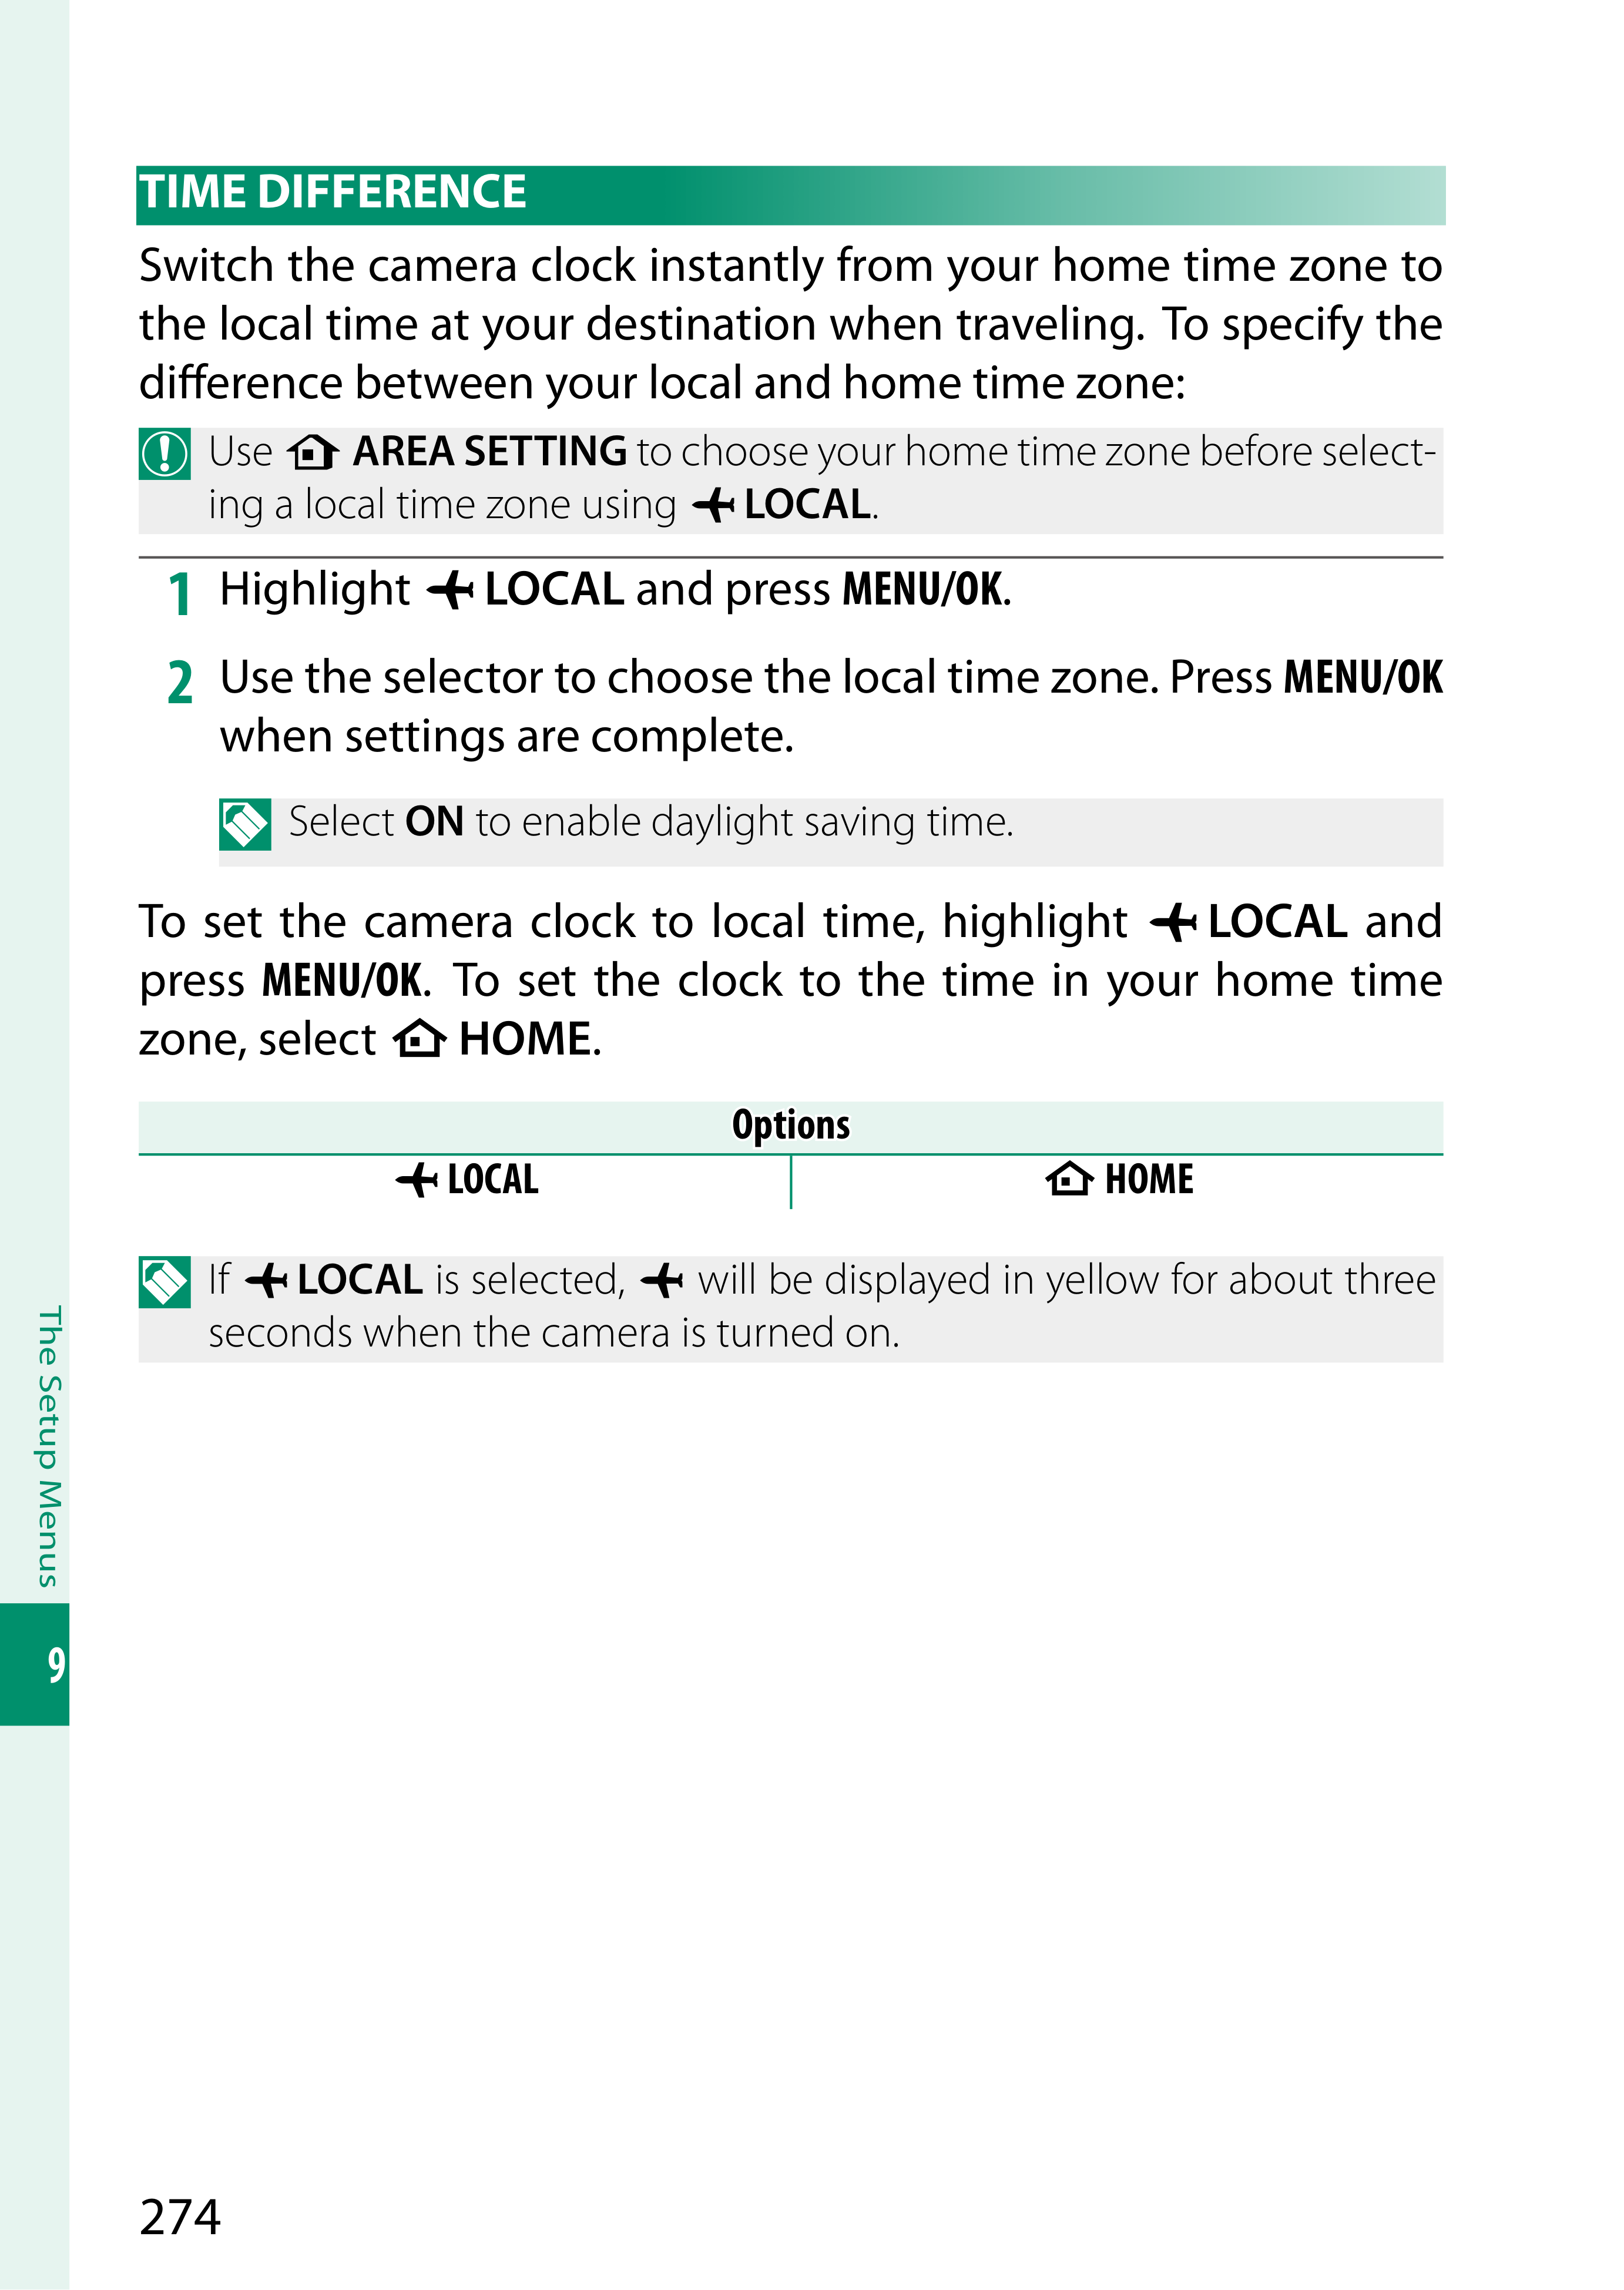 TIME DIFFERENCE
Switch the camera clock instantly from your home time zone to
the local time at your destination when traveling. To specify the
difference between your local and home time zone:
Use AREA SETTING to choose your home time zone before select-
ing a local time zone using LOCAL.
1 Highlight LOCAL and press MENU/OK.
2 Use the selector to choose the local time zone. Press MENU/OK
when settings are complete.
Select ON to enable daylight saving time.
To set the camera clock to local time, highlight LOCAL and
press MENU/OK. To set the clock to the time in your home time
zone, select HOME.
Options
LOCAL HOME
If LOCAL is selected, will be displayed in yellow for about three
seconds when the camera is turned on.
The Setup Menus
9
274